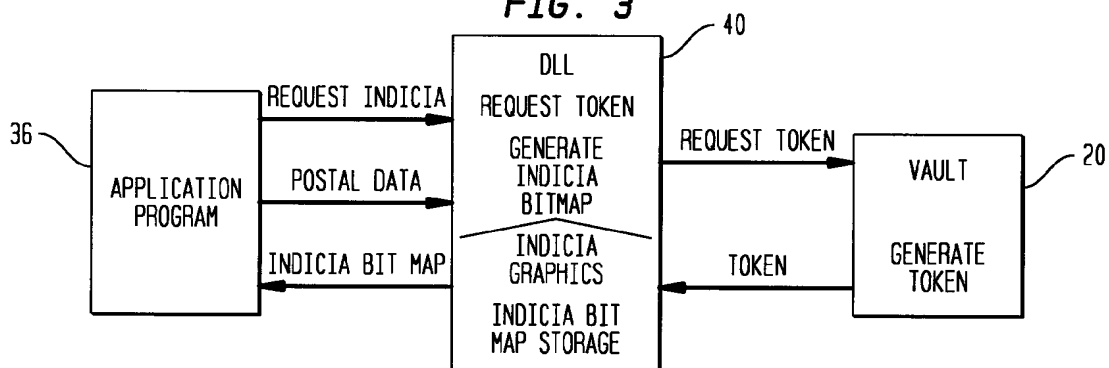 FIG. 3
40
DLL
REQUEST TOKEN
GENERATE
INDICIA
BITMAP
INDICIA
GRAPHICS
INDICIA BIT
MAP STORAGE
REQUEST INDICIA
POSTAL DATA
INDICIA BIT MAP
36
APPLICATION
PROGRAM
REQUEST TOKEN
TOKEN
VAULT
GENERATE
TOKEN
20